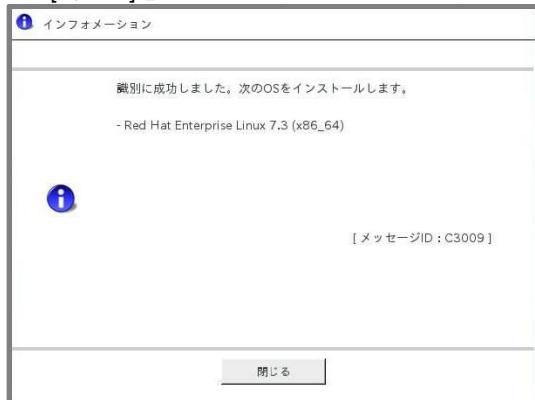 インフォメーション
識別に成功しました。次のOSをインストールします。
- Red Hat Enterprise Linux 7.3 (x86_64)
[ メッセージID : C3009 ]
閉じる